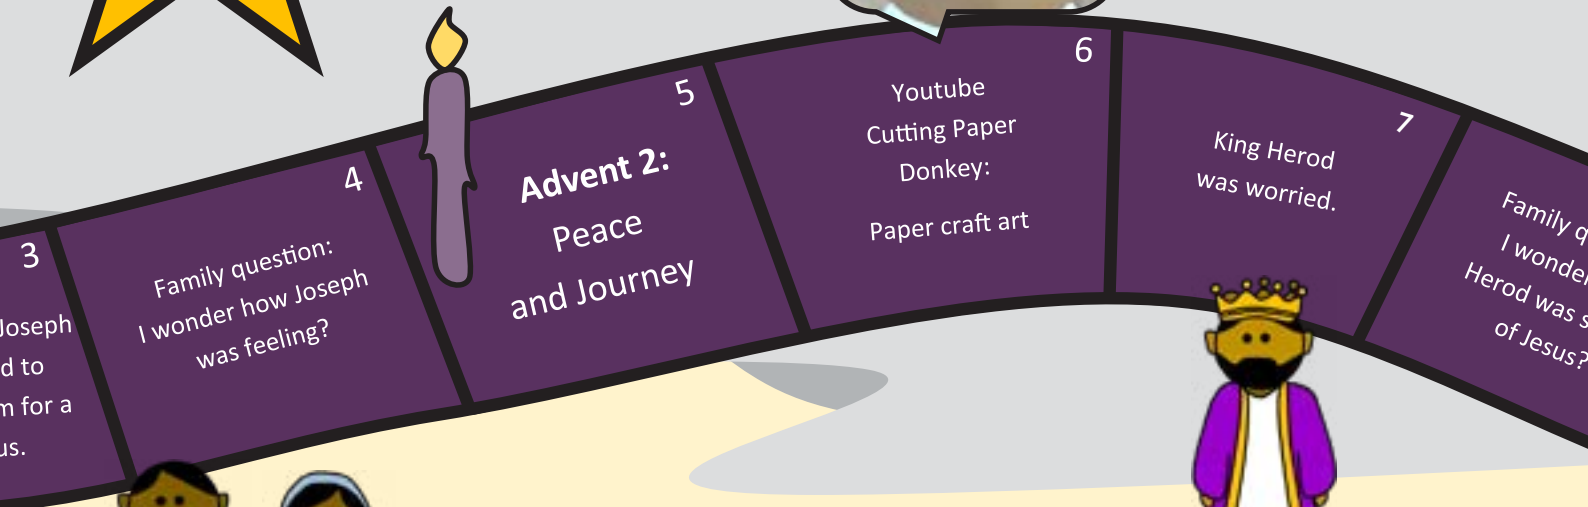 3
Joseph
d to
m for a
us.
4
Family question:
I wonder how Joseph
was feeling?
5
Advent 2:
Peace
and Journey
6
Youtube
Cutting Paper
Donkey:
Paper craft art
7
King Herod
was worried.
Family q
I wonder
Herod was s
of Jesus?